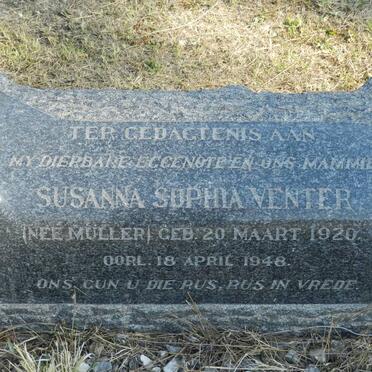 TER GEDAGTENIS AAN
MY DIERBARE EGGENOTE EN ONS MAMMIE
SUSANNA SOPHIA VENTER
(NEE MULLER) GEB. 20 MAART 1920
OORL. 18 APRIL 1948.
ONS GUN U DIE RUS, RUS IN VREDE.